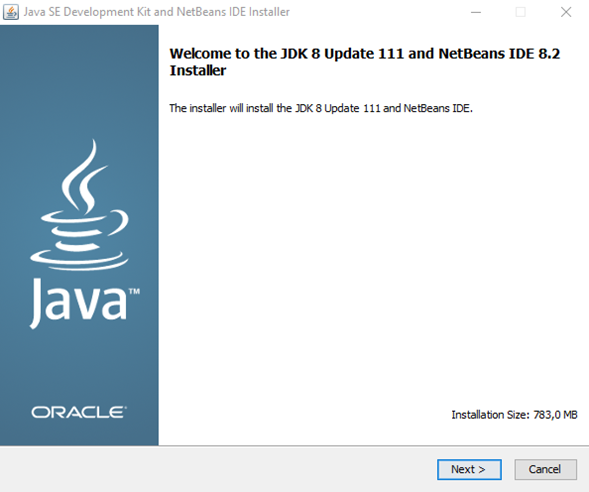 Java SE Development Kit and NetBeans IDE Installer
Welcome to the JDK 8 Update 111 and NetBeans IDE 8.2
Installer
The installer will install the JDK 8 Update 111 and NetBeans IDE.
Java™
ORACLE®
Installation Size: 783,0 MB
Next >
Cancel